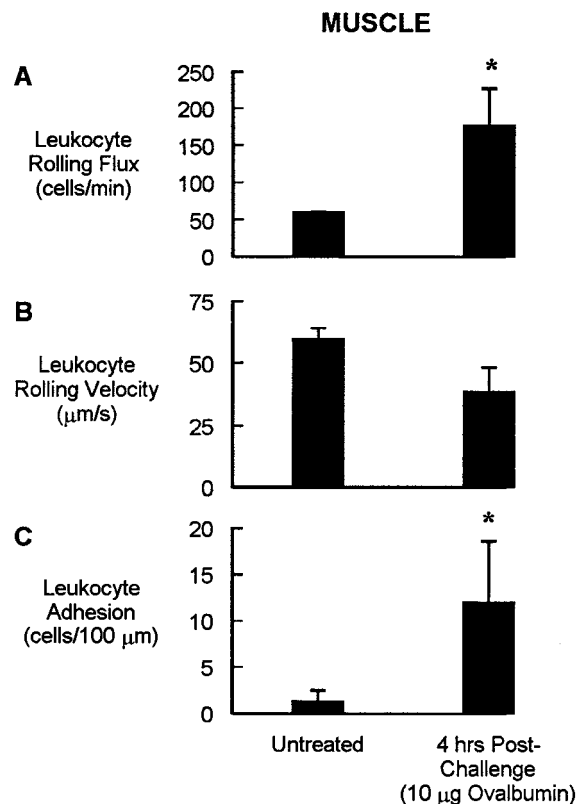 MUSCLE
A
Leukocyte
Rolling Flux
(cells/min)
250
200
150
100
50
0
*
B
Leukocyte
Rolling Velocity
(μm/s)
75
50
25
0
C
Leukocyte
Adhesion
(cells/100 μm)
20
15
10
5
0
*
Untreated
4 hrs Post-
Challenge
(10 μg Ovalbumin)